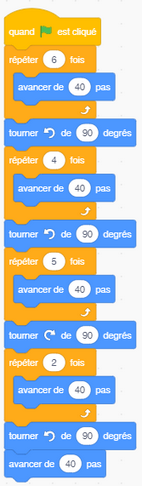 quand est cliqué
répéter 6 fois
avancer de 40 pas
tourner de 90 degrés
répéter 4 fois
avancer de 40 pas
tourner de 90 degrés
répéter 5 fois
avancer de 40 pas
tourner de 90 degrés
répéter 2 fois
avancer de 40 pas
tourner de 90 degrés
avancer de 40 pas